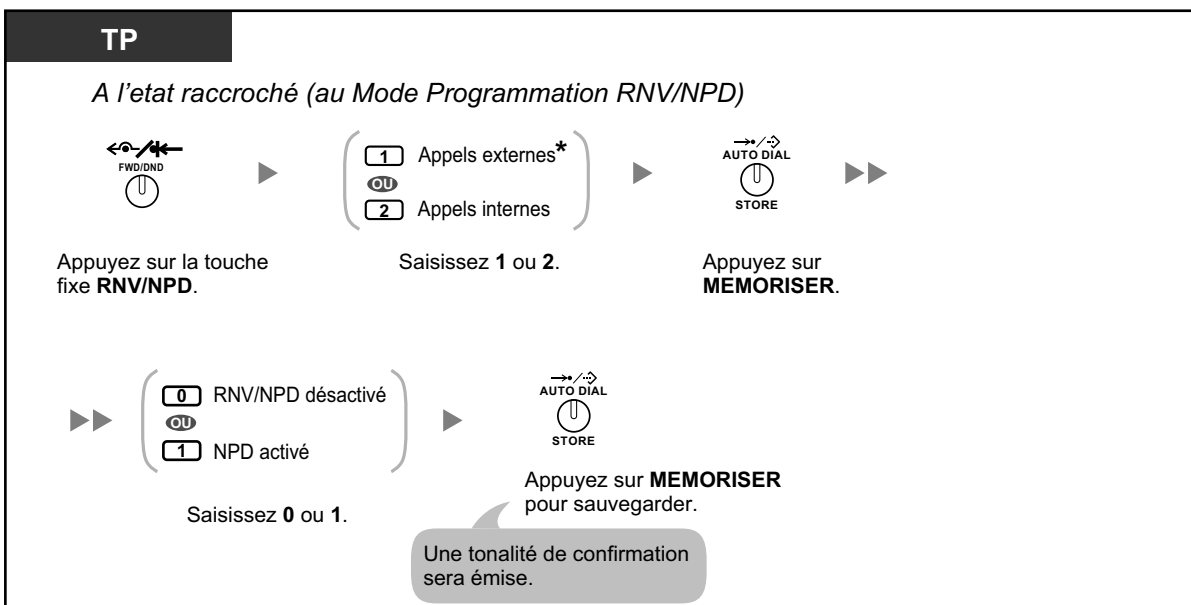 TP
A l'etat raccroché (au Mode Programmation RNV/NPD)
FWD/DND
1 Appels externes*
OU
2 Appels internes
AUTO DIAL
STORE
Appuyez sur la touche
fixe RNV/NPD.
Saisissez 1 ou 2.
Appuyez sur
MEMORISER.
0 RNV/NPD désactivé
OU
1 NPD activé
Saisissez 0 ou 1.
AUTO DIAL
STORE
Appuyez sur MEMORISER
pour sauvegarder.
Une tonalité de confirmation
sera émise.